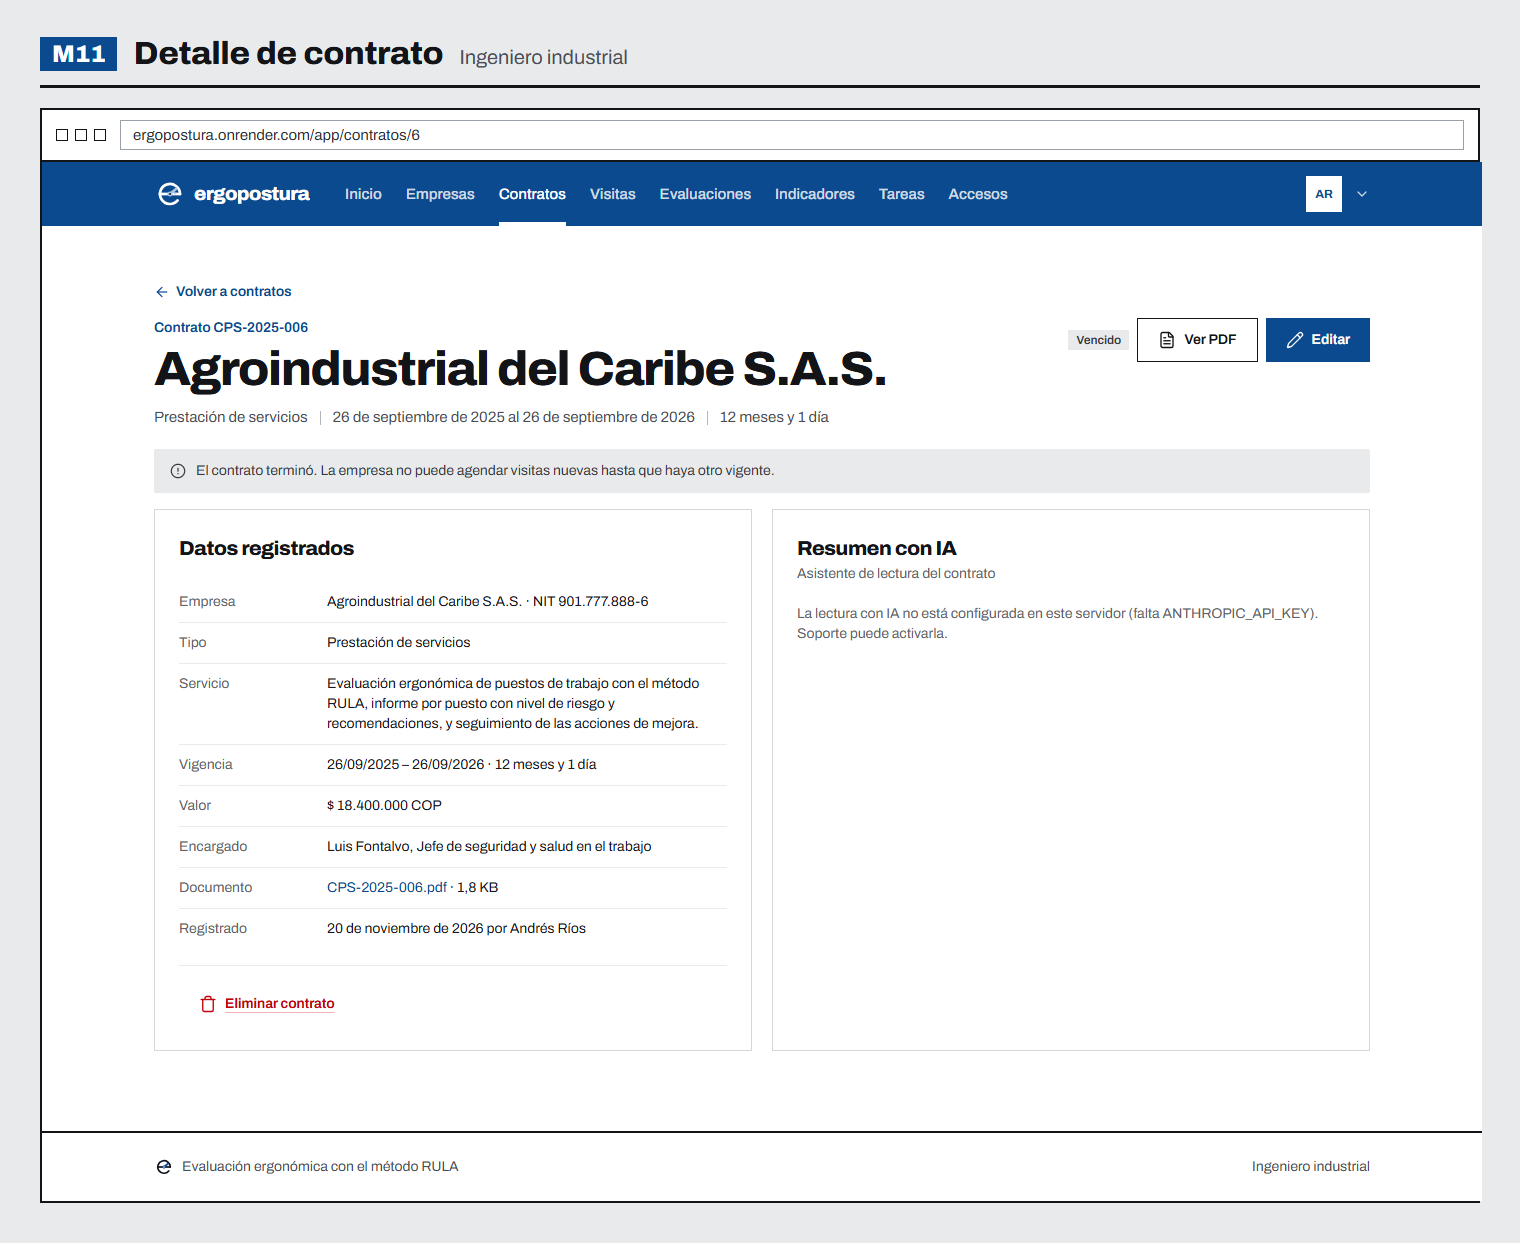 M11 Detalle de contrato Ingeniero industrial
ergopostura.onrender.com/app/contratos/6
ergopostura Inicio Empresas Contratos Visitas Evaluaciones Indicadores Tareas Accesos AR
Volver a contratos
Contrato CPS-2025-006
Agroindustrial del Caribe S.A.S.
Vencido Ver PDF Editar
Prestación de servicios | 26 de septiembre de 2025 al 26 de septiembre de 2026 | 12 meses y 1 día
El contrato terminó. La empresa no puede agendar visitas nuevas hasta que haya otro vigente.
Datos registrados
Empresa Agroindustrial del Caribe S.A.S. · NIT 901.777.888-6
Tipo Prestación de servicios
Servicio Evaluación ergonómica de puestos de trabajo con el método
RULA, informe por puesto con nivel de riesgo y
recomendaciones, y seguimiento de las acciones de mejora.
Vigencia 26/09/2025 – 26/09/2026 · 12 meses y 1 día
Valor $ 18.400.000 COP
Encargado Luis Fontalvo, Jefe de seguridad y salud en el trabajo
Documento CPS-2025-006.pdf · 1,8 KB
Registrado 20 de noviembre de 2026 por Andrés Ríos
Eliminar contrato
Resumen con IA
Asistente de lectura del contrato
La lectura con IA no está configurada en este servidor (falta ANTHROPIC_API_KEY).
Soporte puede activarla.
Evaluación ergonómica con el método RULA
Ingeniero industrial